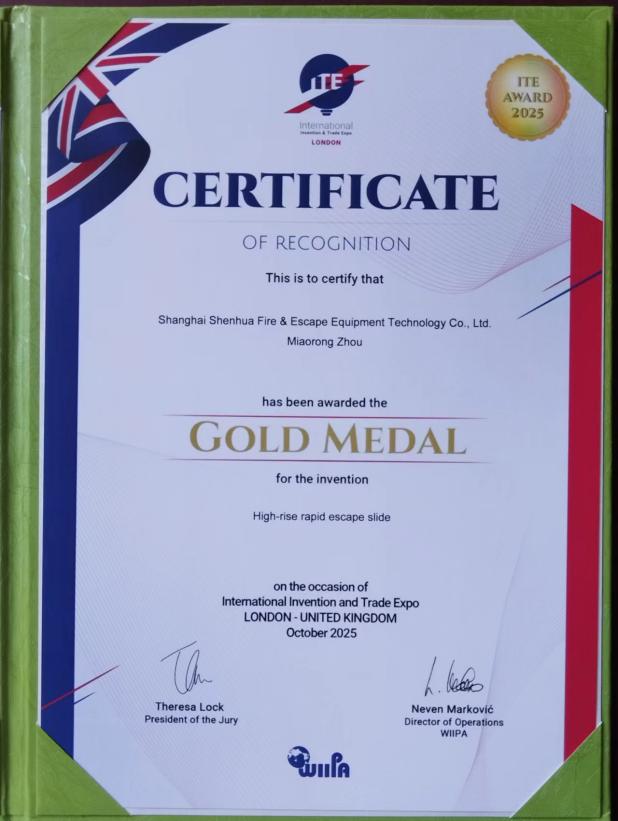 ITE
International
Invention & Trade Expo
LONDON
ITE
AWARD
2025
CERTIFICATE
OF RECOGNITION
This is to certify that
Shanghai Shenhua Fire & Escape Equipment Technology Co., Ltd.
Miaorong Zhou
has been awarded the
GOLD MEDAL
for the invention
High-rise rapid escape slide
on the occasion of
International Invention and Trade Expo
LONDON - UNITED KINGDOM
October 2025
Theresa Lock
President of the Jury
Neven Marković
Director of Operations
WIIPA
WIIPA